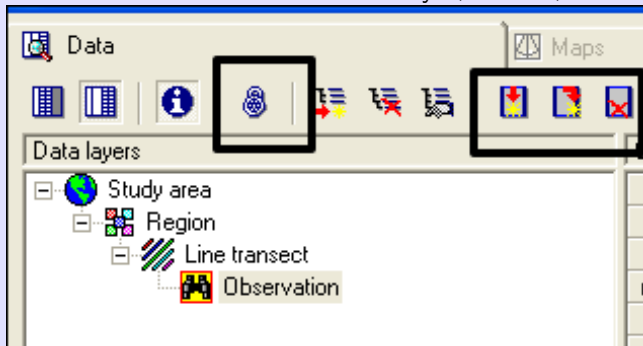 Data
Maps
Data layers
Study area
Region
Line transect
Observation